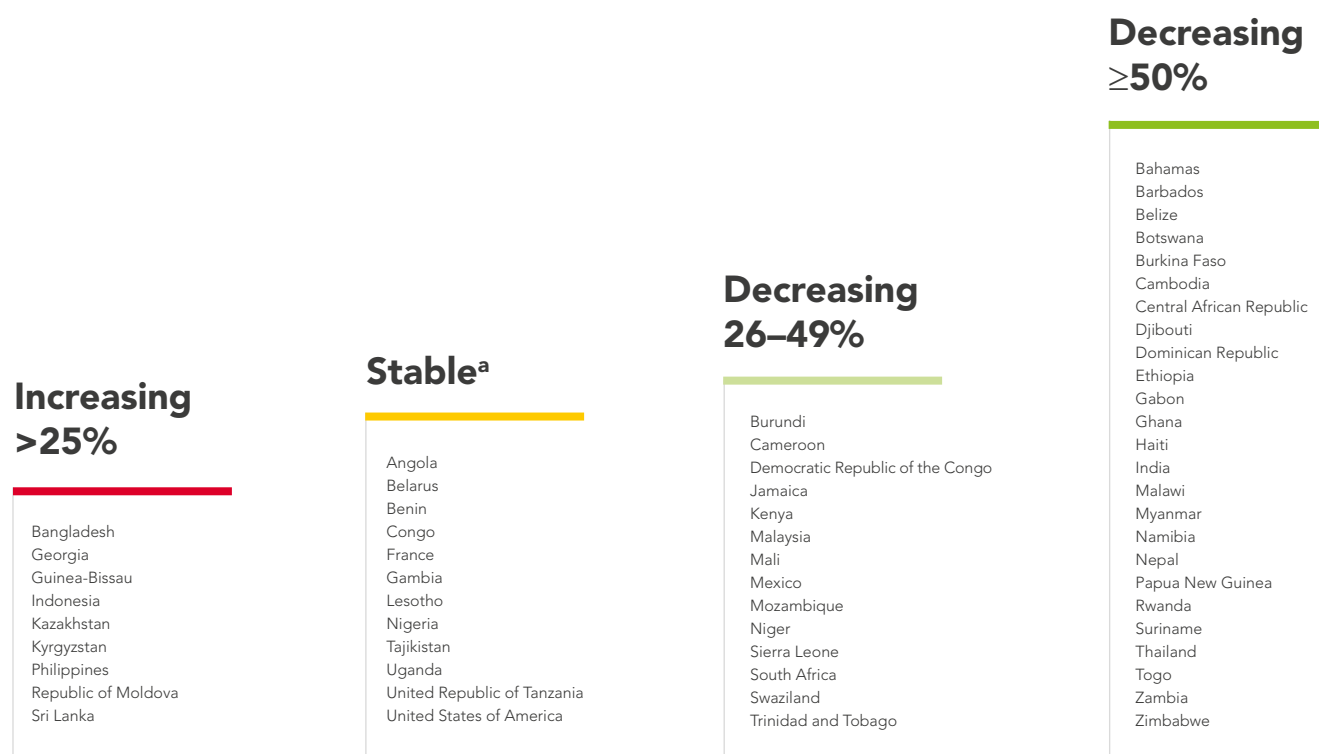 Increasing
>25%
Bangladesh
Georgia
Guinea-Bissau
Indonesia
Kazakhstan
Kyrgyzstan
Philippines
Republic of Moldova
Sri Lanka
Stableᵃ
Angola
Belarus
Benin
Congo
France
Gambia
Lesotho
Nigeria
Tajikistan
Uganda
United Republic of Tanzania
United States of America
Decreasing
26–49%
Burundi
Cameroon
Democratic Republic of the Congo
Jamaica
Kenya
Malaysia
Mali
Mexico
Mozambique
Niger
Sierra Leone
South Africa
Swaziland
Trinidad and Tobago
Decreasing
≥50%
Bahamas
Barbados
Belize
Botswana
Burkina Faso
Cambodia
Central African Republic
Djibouti
Dominican Republic
Ethiopia
Gabon
Ghana
Haiti
India
Malawi
Myanmar
Namibia
Nepal
Papua New Guinea
Rwanda
Suriname
Thailand
Togo
Zambia
Zimbabwe